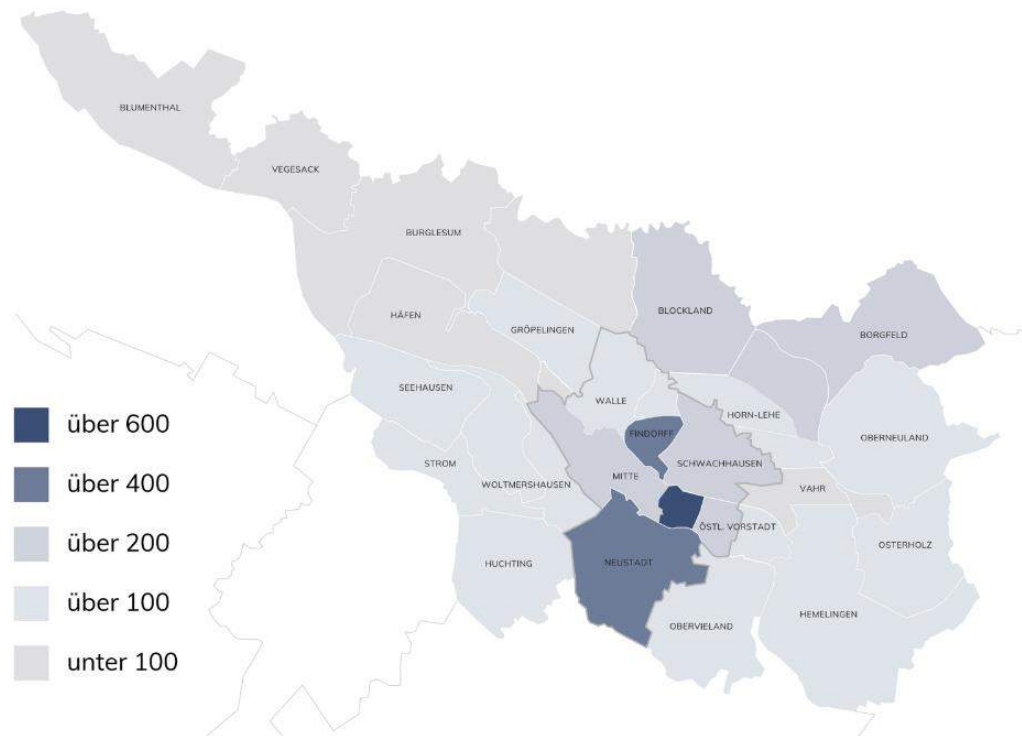 BLUMENTHAL
VEGESACK
BURGLESUM
HÄFEN
GRÖPELINGEN
BLOCKLAND
BORGFELD
SEEHAUSEN
WALLE
HORN-LEHE
OBERNEULAND
FINDORFF
STROM
MITTE
SCHWACHHAUSEN
WOLTMERSHAUSEN
VAHR
ÖSTL. VORSTADT
OSTERHOLZ
HUCHTING
NEUSTADT
HEMELINGEN
OBERVIELAND
über 600
über 400
über 200
über 100
unter 100